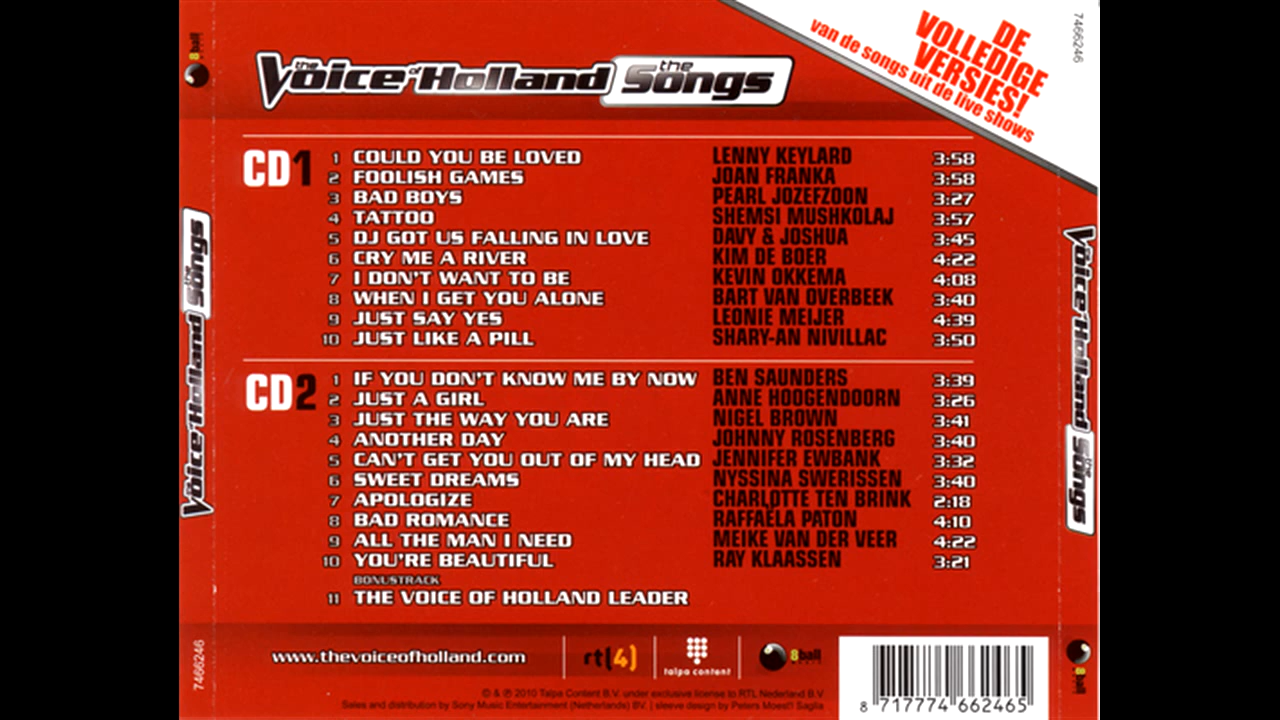 8ball
the Voice of Holland the Songs
DE VOLLEDIGE VERSIES!
van de songs uit de live shows
7466246
CD1
1 COULD YOU BE LOVED LENNY KEYLARD 3:58
2 FOOLISH GAMES JOAN FRANKA 3:58
3 BAD BOYS PEARL JOZEFZOON 3:27
4 TATTOO SHEMSI MUSHKOLAJ 3:57
5 DJ GOT US FALLING IN LOVE DAVY & JOSHUA 3:45
6 CRY ME A RIVER KIM DE BOER 4:22
7 I DON'T WANT TO BE KEVIN OKKEMA 4:08
8 WHEN I GET YOU ALONE BART VAN OVERBEEK 3:40
9 JUST SAY YES LEONIE MEIJER 4:39
10 JUST LIKE A PILL SHARY-AN NIVILLAC 3:50
CD2
1 IF YOU DON'T KNOW ME BY NOW BEN SAUNDERS 3:39
2 JUST A GIRL ANNE HOOGENDOORN 3:26
3 JUST THE WAY YOU ARE NIGEL BROWN 3:41
4 ANOTHER DAY JOHNNY ROSENBERG 3:40
5 CAN'T GET YOU OUT OF MY HEAD JENNIFER EWBANK 3:32
6 SWEET DREAMS NYSSINA SWERISSEN 3:40
7 APOLOGIZE CHARLOTTE TEN BRINK 2:18
8 BAD ROMANCE RAFFAËLA PATON 4:10
9 ALL THE MAN I NEED MEIKE VAN DER VEER 4:22
10 YOU'RE BEAUTIFUL RAY KLAASSEN 3:21
BONUSTRACK
11 THE VOICE OF HOLLAND LEADER
the Voice of Holland the Songs
the Voice of Holland the Songs
7466246
www.thevoiceofholland.com
rtl(4)
talpa content
8ball MUSIC
8ball
© & ℗ 2010 Talpa Content B.V. under exclusive license to RTL Nederland B.V
Sales and distribution by Sony Music Entertainment (Netherlands) BV. | sleeve design by Peters Moest! Saglia
8 717774 662465